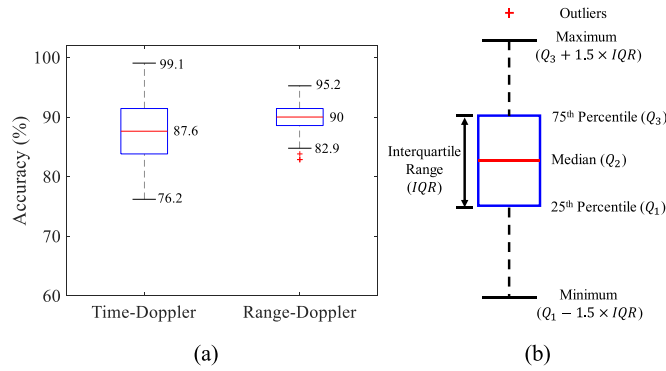 Accuracy (%)
100
90
80
70
60
99.1
87.6
76.2
95.2
90
82.9
Time-Doppler
Range-Doppler
(a)
Outliers
Maximum
(Q₃ + 1.5 × IQR)
75th Percentile (Q₃)
Interquartile
Range
(IQR)
Median (Q₂)
25th Percentile (Q₁)
Minimum
(Q₁ − 1.5 × IQR)
(b)